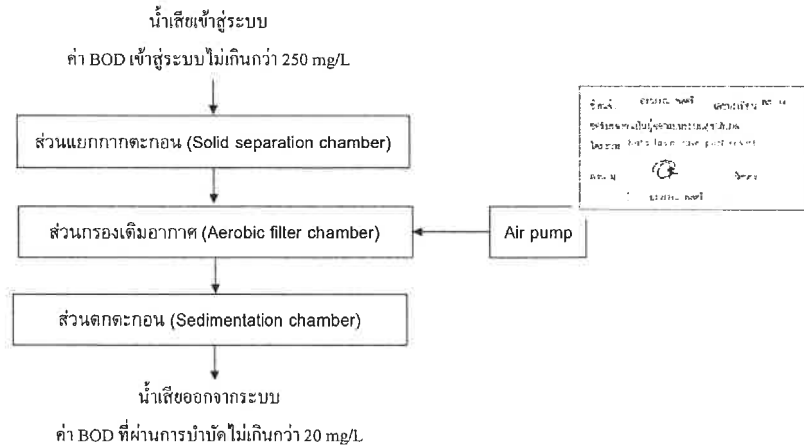 น้ำเสียเข้าสู่ระบบ
ค่า BOD เข้าสู่ระบบไม่เกินกว่า 250 mg/L
ส่วนแยกกากตะกอน (Solid separation chamber)
ส่วนกรองเติมอากาศ (Aerobic filter chamber)
Air pump
ส่วนตกตะกอน (Sedimentation chamber)
น้ำเสียออกจากระบบ
ค่า BOD ที่ผ่านการบำบัดไม่เกินกว่า 20 mg/L